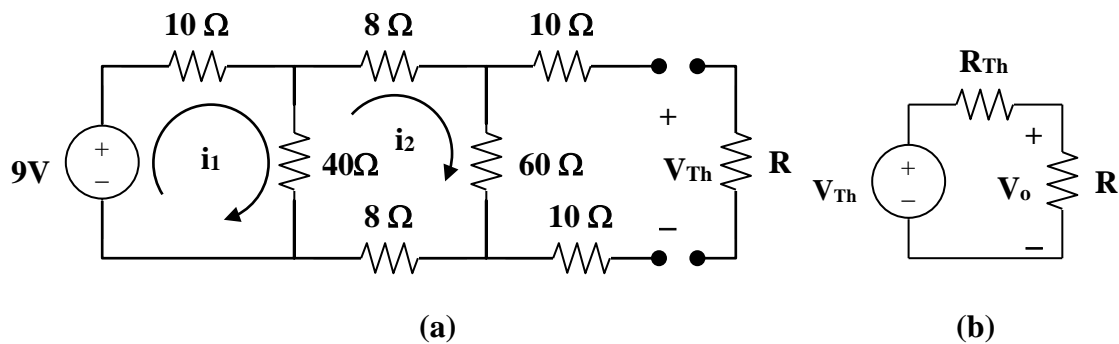 10 Ω 8 Ω 10 Ω
RTh
+ + +
9V – i1 40Ω i2 60 Ω VTh R VTh – Vo R
8 Ω 10 Ω – –
(a) (b)